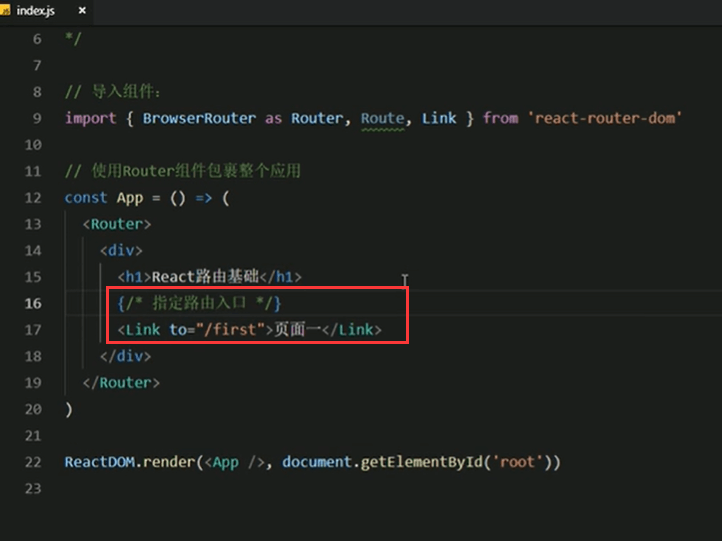 JS index.js ×
6 */
7
8 // 导入组件：
9 import { BrowserRouter as Router, Route, Link } from 'react-router-dom'
10
11 // 使用Router组件包裹整个应用
12 const App = () => (
13 <Router>
14 <div>
15 <h1>React路由基础</h1>
16 {/* 指定路由入口 */}
17 <Link to="/first">页面一</Link>
18 </div>
19 </Router>
20 )
21
22 ReactDOM.render(<App />, document.getElementById('root'))
23